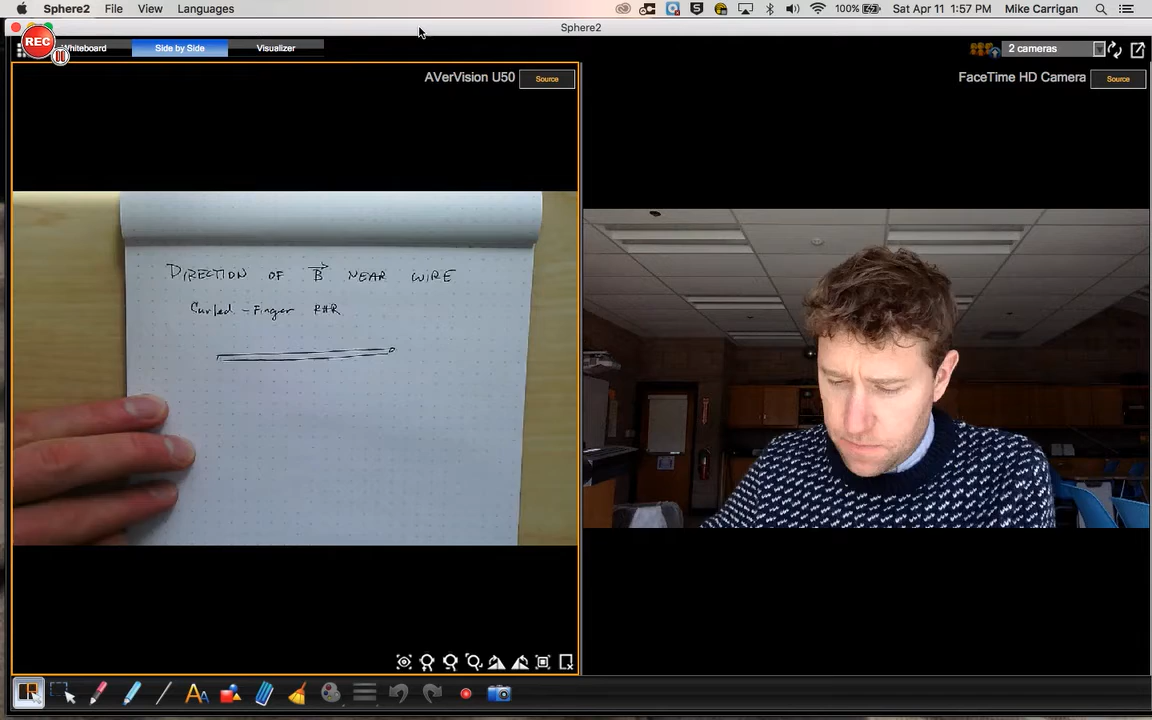 Sphere2 File View Languages 100% Sat Apr 11 1:57 PM Mike Carrigan
Sphere2
REC
Whiteboard Side by Side Visualizer 2 cameras
AVerVision U50 Source
FaceTime HD Camera Source
DIRECTION OF B NEAR WIRE
Curled-Finger RHR